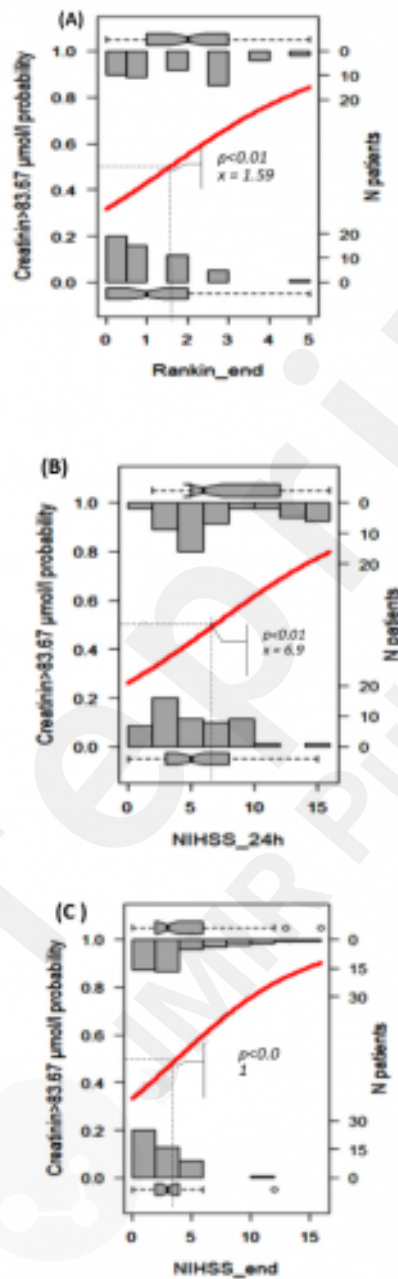 (A)
1.0
0.8
0.6
0.4
0.2
0.0
Creatinin>83.67 µmol/l probability
0
10
20
N patients
20
10
0
p<0.01
x = 1.59
0 1 2 3 4 5
Rankin_end
(B)
1.0
0.8
0.6
0.4
0.2
0.0
Creatinin>83.67 µmol/l probability
0
10
20
N patients
20
10
0
p<0.01
x = 6.9
0 5 10 15
NIHSS_24h
(C )
1.0
0.8
0.6
0.4
0.2
0.0
Creatinin>83.67 µmol/l probability
0
15
30
N patients
30
15
0
p<0.0
1
0 5 10 15
NIHSS_end
JMIR